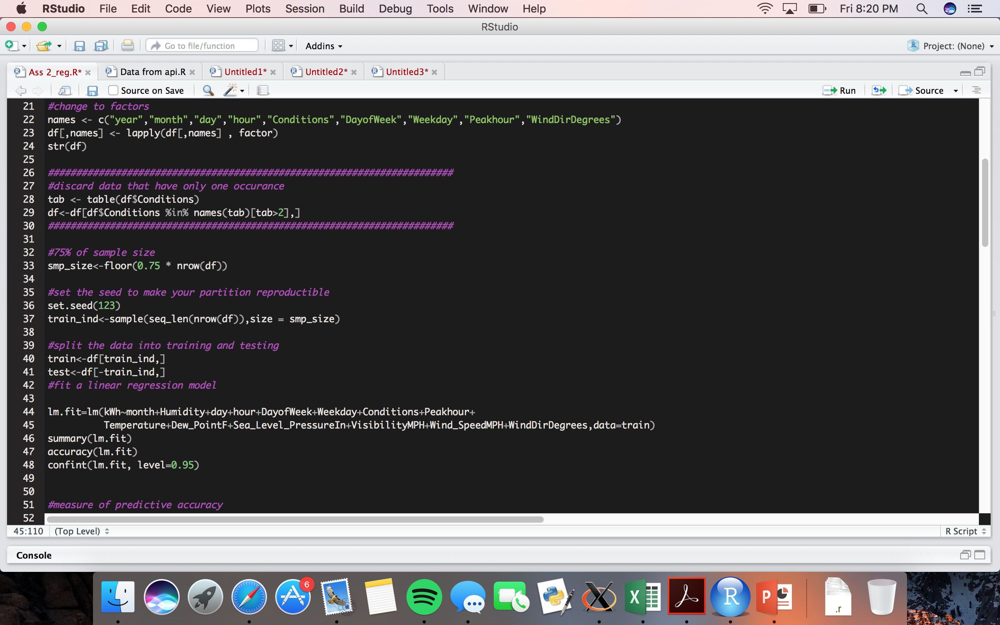 RStudio File Edit Code View Plots Session Build Debug Tools Window Help Fri 8:20 PM
RStudio
Go to file/function Addins Project: (None)
Ass 2_reg.R* Data from api.R Untitled1* Untitled2* Untitled3*
Source on Save Run Source
21 #change to factors
22 names <- c("year","month","day","hour","Conditions","DayofWeek","Weekday","Peakhour","WindDirDegrees")
23 df[,names] <- lapply(df[,names] , factor)
24 str(df)
25
26 ########################################################################
27 #discard data that have only one occurance
28 tab <- table(df$Conditions)
29 df<-df[df$Conditions %in% names(tab)[tab>2],]
30 ########################################################################
31
32 #75% of sample size
33 smp_size<-floor(0.75 * nrow(df))
34
35 #set the seed to make your partition reproductible
36 set.seed(123)
37 train_ind<-sample(seq_len(nrow(df)),size = smp_size)
38
39 #split the data into training and testing
40 train<-df[train_ind,]
41 test<-df[-train_ind,]
42 #fit a linear regression model
43
44 lm.fit=lm(kWh~month+Humidity+day+hour+DayofWeek+Weekday+Conditions+Peakhour+
45 Temperature+Dew_PointF+Sea_Level_PressureIn+VisibilityMPH+Wind_SpeedMPH+WindDirDegrees,data=train)
46 summary(lm.fit)
47 accuracy(lm.fit)
48 confint(lm.fit, level=0.95)
49
50
51 #measure of predictive accuracy
52
45:110 (Top Level) R Script
Console
6
X R P .r